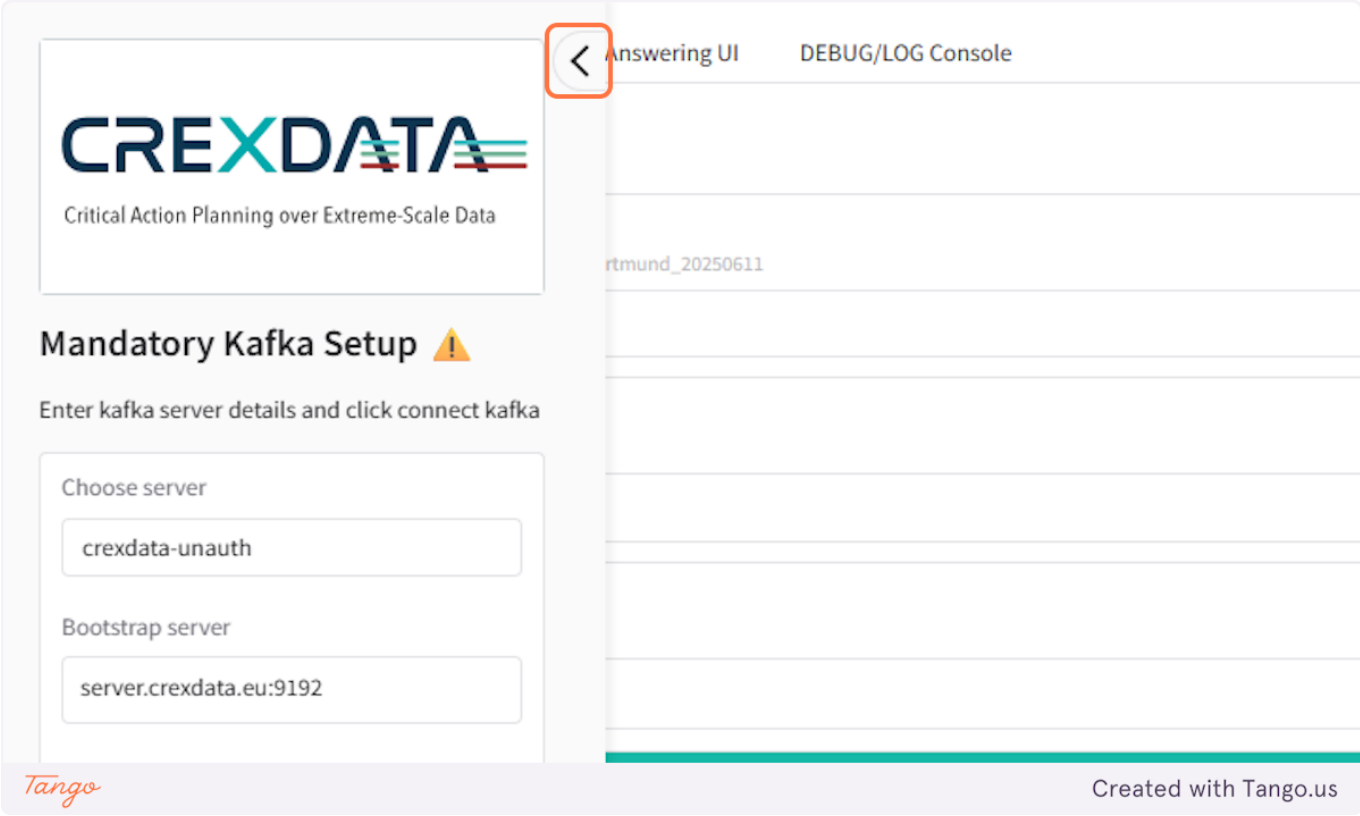 Answering UI
DEBUG/LOG Console
CREXDATA
Critical Action Planning over Extreme-Scale Data
rtmund_20250611
Mandatory Kafka Setup
Enter kafka server details and click connect kafka
Choose server
crexdata-unauth
Bootstrap server
server.crexdata.eu:9192
Tango
Created with Tango.us